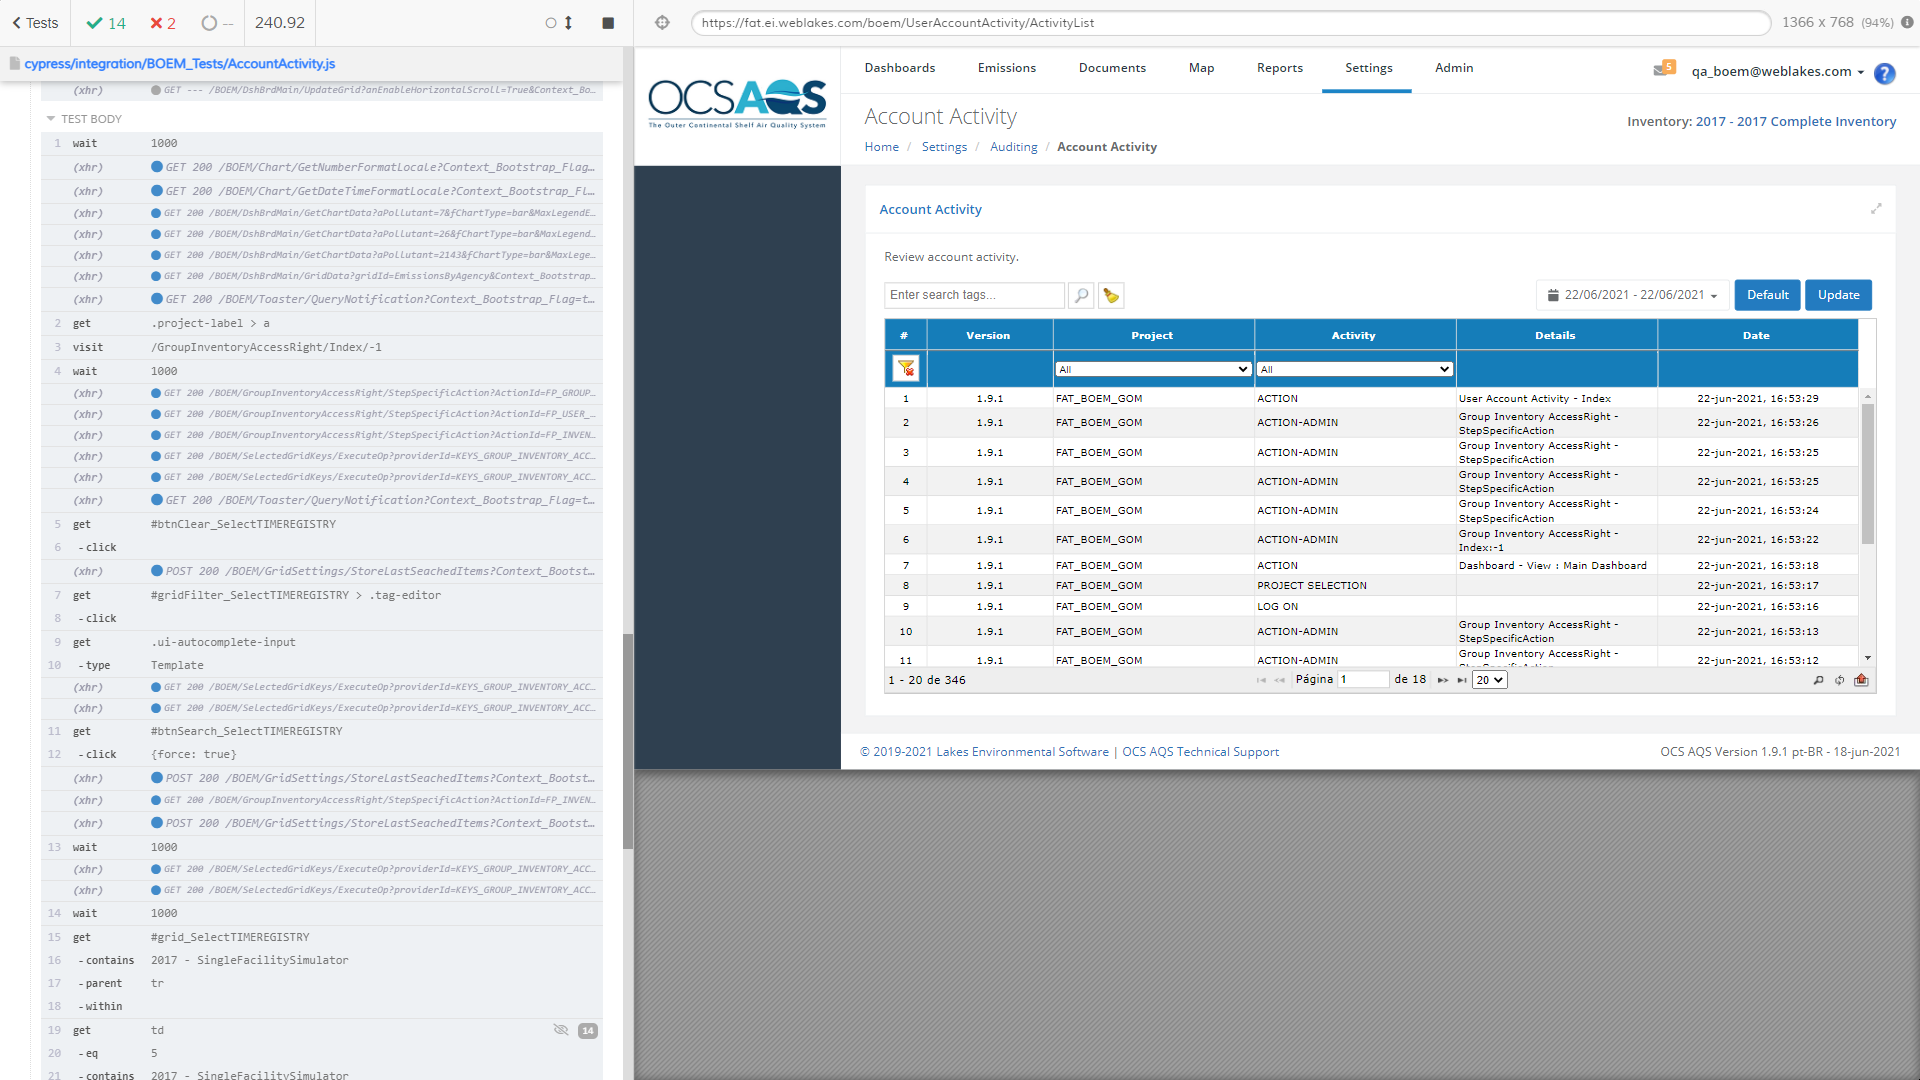 Tests 14 2 -- 240.92
cypress/integration/BOEM_Tests/AccountActivity.js
(xhr) GET --- /BOEM/DshBrdMain/UpdateGrid?anEnableHorizontalScroll=True&Context_Bo...
TEST BODY
1 wait 1000
(xhr) GET 200 /BOEM/Chart/GetNumberFormatLocale?Context_Bootstrap_Flag...
(xhr) GET 200 /BOEM/Chart/GetDateTimeFormatLocale?Context_Bootstrap_Fl...
(xhr) GET 200 /BOEM/DshBrdMain/GetChartData?aPollutant=7&fChartType=bar&MaxLegendE...
(xhr) GET 200 /BOEM/DshBrdMain/GetChartData?aPollutant=26&fChartType=bar&MaxLegend...
(xhr) GET 200 /BOEM/DshBrdMain/GetChartData?aPollutant=2143&fChartType=bar&MaxLege...
(xhr) GET 200 /BOEM/DshBrdMain/GridData?gridId=EmissionsByAgency&Context_Bootstrap...
(xhr) GET 200 /BOEM/Toaster/QueryNotification?Context_Bootstrap_Flag=t...
2 get .project-label > a
3 visit /GroupInventoryAccessRight/Index/-1
4 wait 1000
(xhr) GET 200 /BOEM/GroupInventoryAccessRight/StepSpecificAction?ActionId=FP_GROUP...
(xhr) GET 200 /BOEM/GroupInventoryAccessRight/StepSpecificAction?ActionId=FP_USER_...
(xhr) GET 200 /BOEM/GroupInventoryAccessRight/StepSpecificAction?ActionId=FP_INVEN...
(xhr) GET 200 /BOEM/SelectedGridKeys/ExecuteOp?providerId=KEYS_GROUP_INVENTORY_ACC...
(xhr) GET 200 /BOEM/SelectedGridKeys/ExecuteOp?providerId=KEYS_GROUP_INVENTORY_ACC...
(xhr) GET 200 /BOEM/Toaster/QueryNotification?Context_Bootstrap_Flag=t...
5 get #btnClear_SelectTIMEREGISTRY
6 -click
(xhr) POST 200 /BOEM/GridSettings/StoreLastSeachedItems?Context_Bootst...
7 get #gridFilter_SelectTIMEREGISTRY > .tag-editor
8 -click
9 get .ui-autocomplete-input
10 -type Template
(xhr) GET 200 /BOEM/SelectedGridKeys/ExecuteOp?providerId=KEYS_GROUP_INVENTORY_ACC...
(xhr) GET 200 /BOEM/SelectedGridKeys/ExecuteOp?providerId=KEYS_GROUP_INVENTORY_ACC...
11 get #btnSearch_SelectTIMEREGISTRY
12 -click {force: true}
(xhr) POST 200 /BOEM/GridSettings/StoreLastSeachedItems?Context_Bootst...
(xhr) GET 200 /BOEM/GroupInventoryAccessRight/StepSpecificAction?ActionId=FP_INVEN...
(xhr) POST 200 /BOEM/GridSettings/StoreLastSeachedItems?Context_Bootst...
13 wait 1000
(xhr) GET 200 /BOEM/SelectedGridKeys/ExecuteOp?providerId=KEYS_GROUP_INVENTORY_ACC...
(xhr) GET 200 /BOEM/SelectedGridKeys/ExecuteOp?providerId=KEYS_GROUP_INVENTORY_ACC...
14 wait 1000
15 get #grid_SelectTIMEREGISTRY
16 -contains 2017 - SingleFacilitySimulator
17 -parent tr
18 -within
19 get td 14
20 -eq 5
21 -contains 2017 - SingleFacilitySimulator
https://fat.ei.weblakes.com/boem/UserAccountActivity/ActivityList 1366 x 768 (94%)
OCSAQS
The Outer Continental Shelf Air Quality System
Dashboards Emissions Documents Map Reports Settings Admin 5 qa_boem@weblakes.com ?
Account Activity
Inventory: 2017 - 2017 Complete Inventory
Home / Settings / Auditing / Account Activity
Account Activity
Review account activity.
Enter search tags... 22/06/2021 - 22/06/2021 Default Update
# Version Project Activity Details Date
All All
1 1.9.1 FAT_BOEM_GOM ACTION User Account Activity - Index 22-jun-2021, 16:53:29
2 1.9.1 FAT_BOEM_GOM ACTION-ADMIN Group Inventory AccessRight - StepSpecificAction 22-jun-2021, 16:53:26
3 1.9.1 FAT_BOEM_GOM ACTION-ADMIN Group Inventory AccessRight - StepSpecificAction 22-jun-2021, 16:53:25
4 1.9.1 FAT_BOEM_GOM ACTION-ADMIN Group Inventory AccessRight - StepSpecificAction 22-jun-2021, 16:53:25
5 1.9.1 FAT_BOEM_GOM ACTION-ADMIN Group Inventory AccessRight - StepSpecificAction 22-jun-2021, 16:53:24
6 1.9.1 FAT_BOEM_GOM ACTION-ADMIN Group Inventory AccessRight - Index:-1 22-jun-2021, 16:53:22
7 1.9.1 FAT_BOEM_GOM ACTION Dashboard - View : Main Dashboard 22-jun-2021, 16:53:18
8 1.9.1 FAT_BOEM_GOM PROJECT SELECTION 22-jun-2021, 16:53:17
9 1.9.1 FAT_BOEM_GOM LOG ON 22-jun-2021, 16:53:16
10 1.9.1 FAT_BOEM_GOM ACTION-ADMIN Group Inventory AccessRight - StepSpecificAction 22-jun-2021, 16:53:13
11 1.9.1 FAT_BOEM_GOM ACTION-ADMIN Group Inventory AccessRight - 22-jun-2021, 16:53:12
1 - 20 de 346 Página 1 de 18 20
© 2019-2021 Lakes Environmental Software | OCS AQS Technical Support
OCS AQS Version 1.9.1 pt-BR - 18-jun-2021